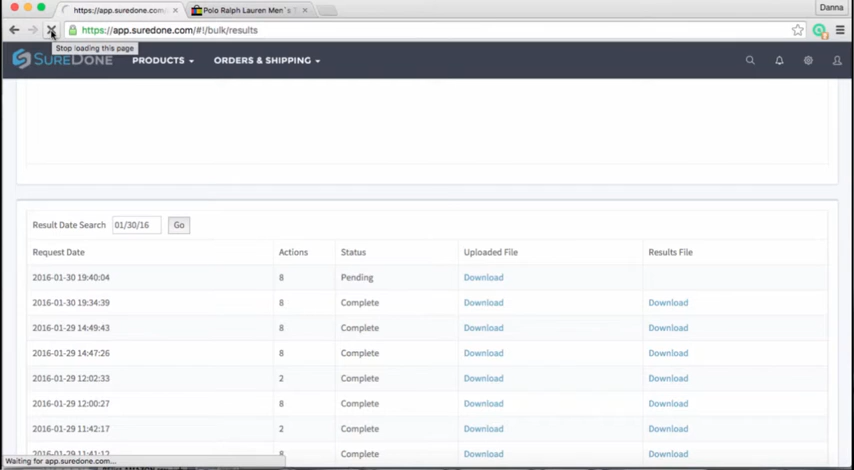 https://app.suredone.com/ × Polo Ralph Lauren Men`s T ×
Danna
https://app.suredone.com/#!/bulk/results
Stop loading this page
SUREDONE PRODUCTS ORDERS & SHIPPING
Result Date Search 01/30/16 Go
Request Date Actions Status Uploaded File Results File
2016-01-30 19:40:04 8 Pending Download
2016-01-30 19:34:39 8 Complete Download Download
2016-01-29 14:49:43 8 Complete Download Download
2016-01-29 14:47:26 8 Complete Download Download
2016-01-29 12:02:33 2 Complete Download Download
2016-01-29 12:00:27 8 Complete Download Download
2016-01-29 11:42:17 2 Complete Download Download
2016-01-29 11:41:12 8 Complete Download Download
Waiting for app.suredone.com...